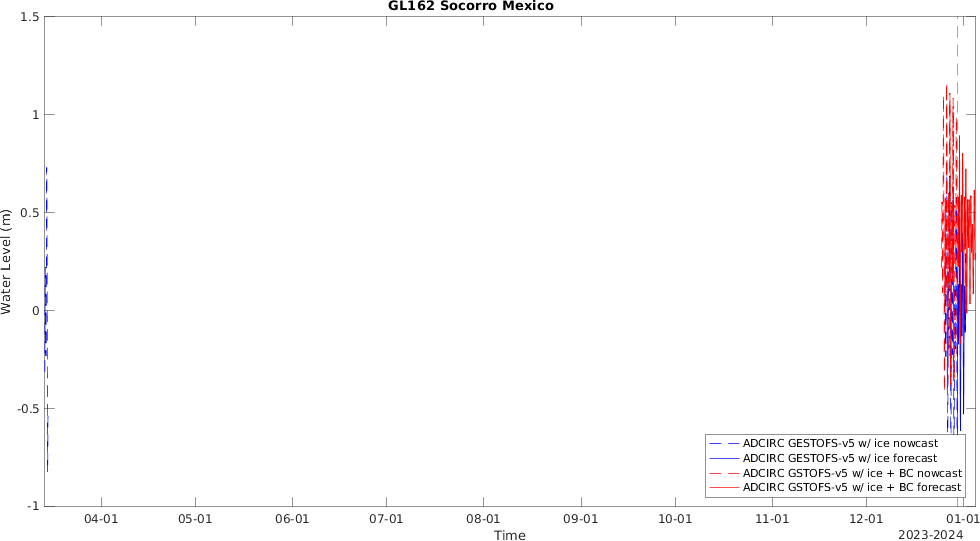 GL162 Socorro Mexico
1.5
1
0.5
0
-0.5
-1
Water Level (m)
04-01 05-01 06-01 07-01 08-01 09-01 10-01 11-01 12-01 01-01
Time
2023-2024
ADCIRC GESTOFS-v5 w/ ice nowcast
ADCIRC GESTOFS-v5 w/ ice forecast
ADCIRC GSTOFS-v5 w/ ice + BC nowcast
ADCIRC GSTOFS-v5 w/ ice + BC forecast